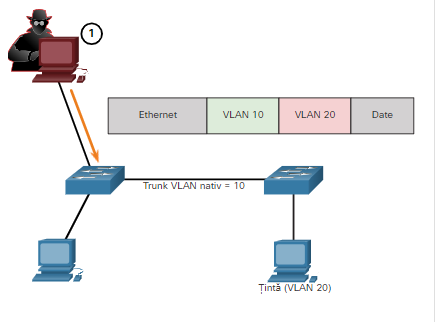 1
Ethernet
VLAN 10
VLAN 20
Date
Trunk VLAN nativ = 10
Țintă (VLAN 20)